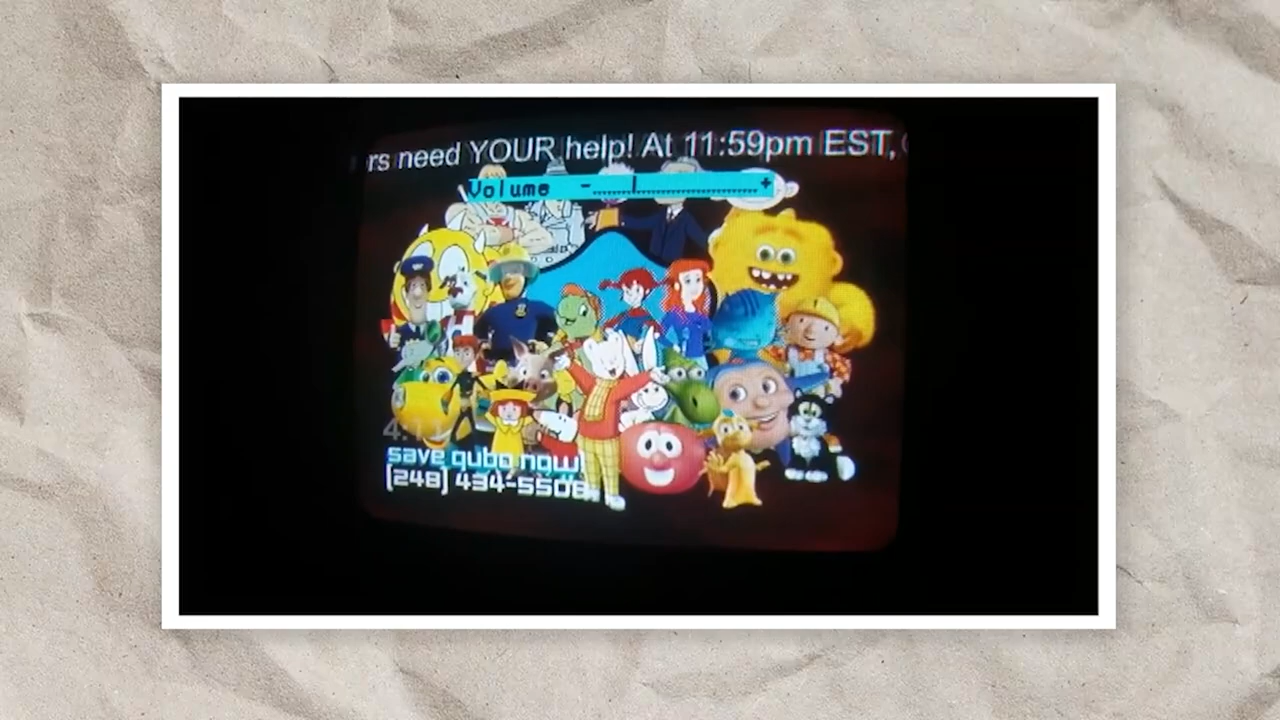 rs need YOUR help! At 11:59pm EST,
Volume - +
save qubo now!
(248) 434-5508